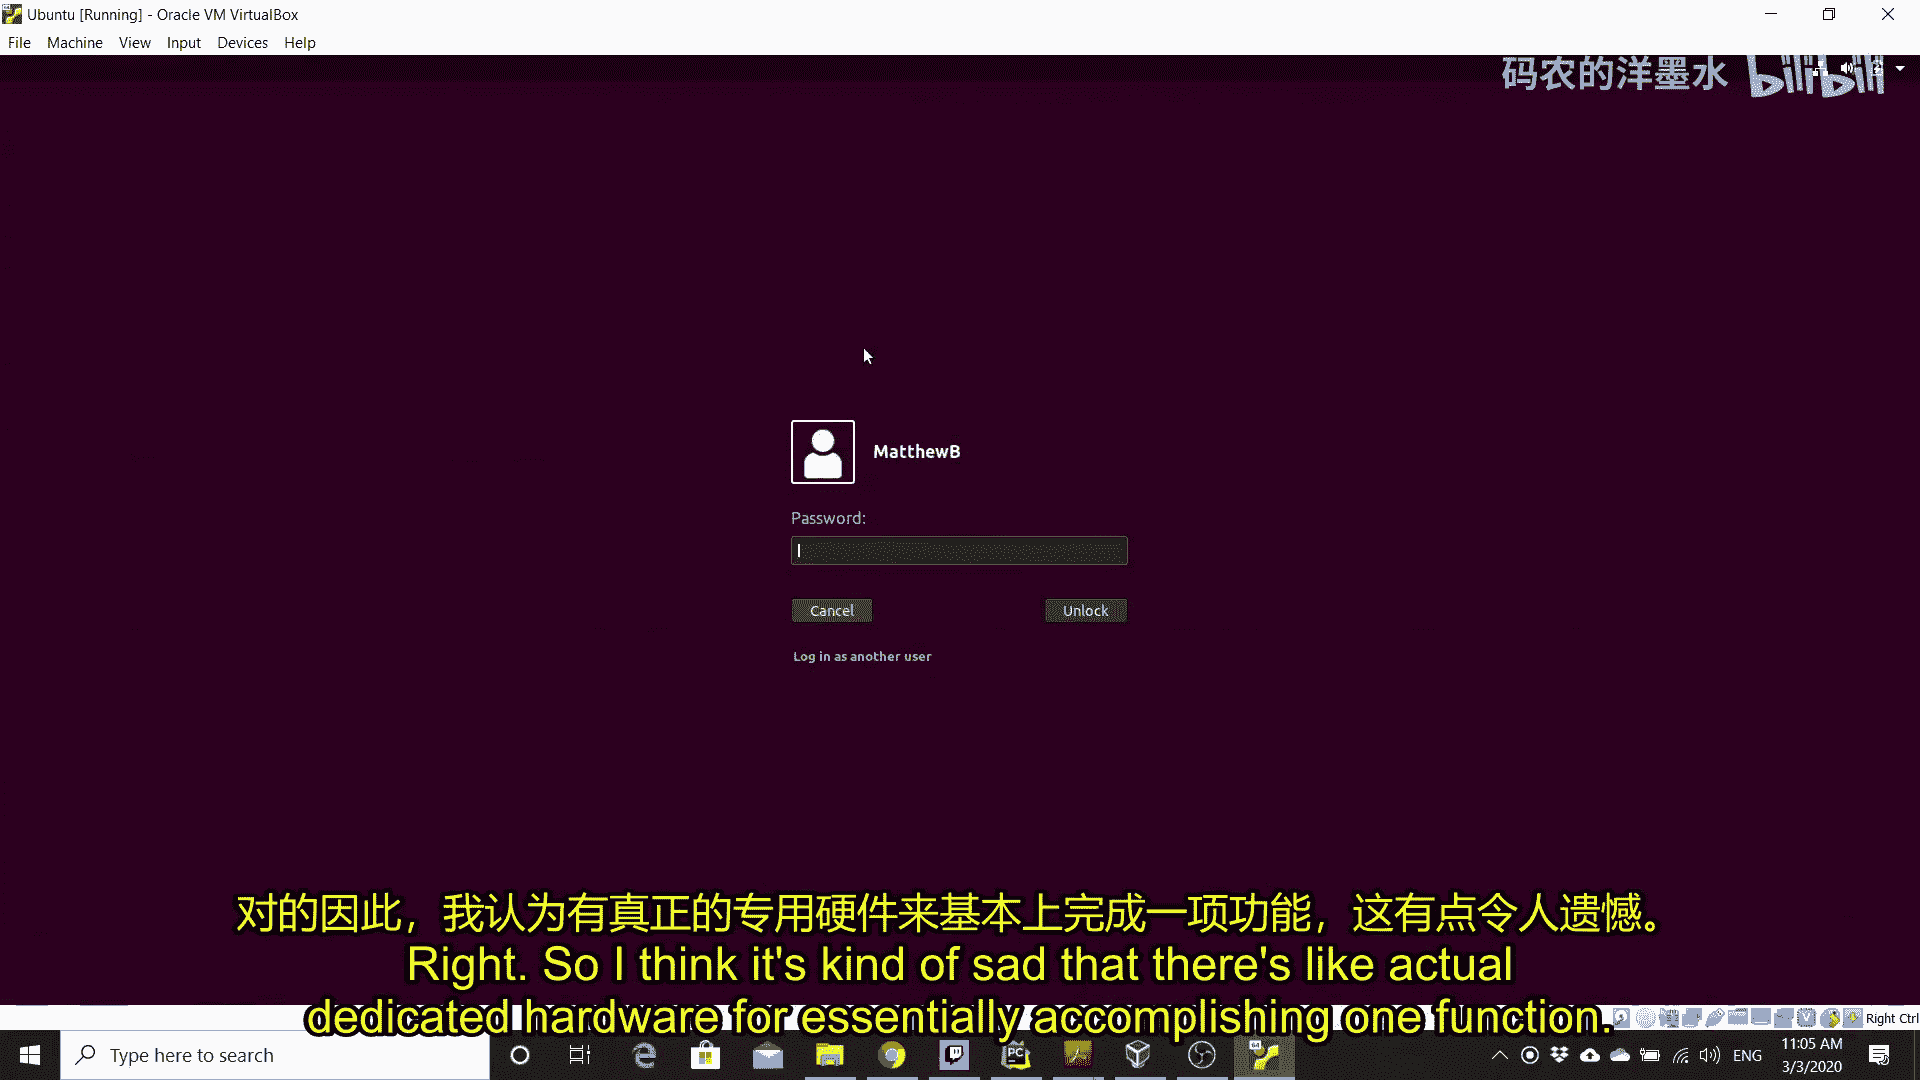 Ubuntu [Running] - Oracle VM VirtualBox
File Machine View Input Devices Help
码农的洋墨水 bilibili
MatthewB
Password:
Cancel Unlock
Log in as another user
对的因此，我认为有真正的专用硬件来基本上完成一项功能，这有点令人遗憾。
Right. So I think it's kind of sad that there's like actual
dedicated hardware for essentially accomplishing one function.
Right Ctrl
Type here to search
PC
64
ENG
11:05 AM
3/3/2020